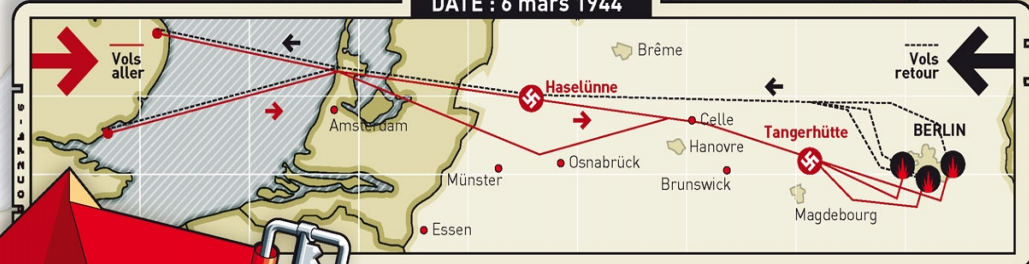 DATE : 6 mars 1944
Vols
aller
Brême
Vols
retour
Haselünne
Amsterdam
Celle
Tangerhütte
BERLIN
Hanovre
Osnabrück
Münster
Brunswick
Magdebourg
Essen